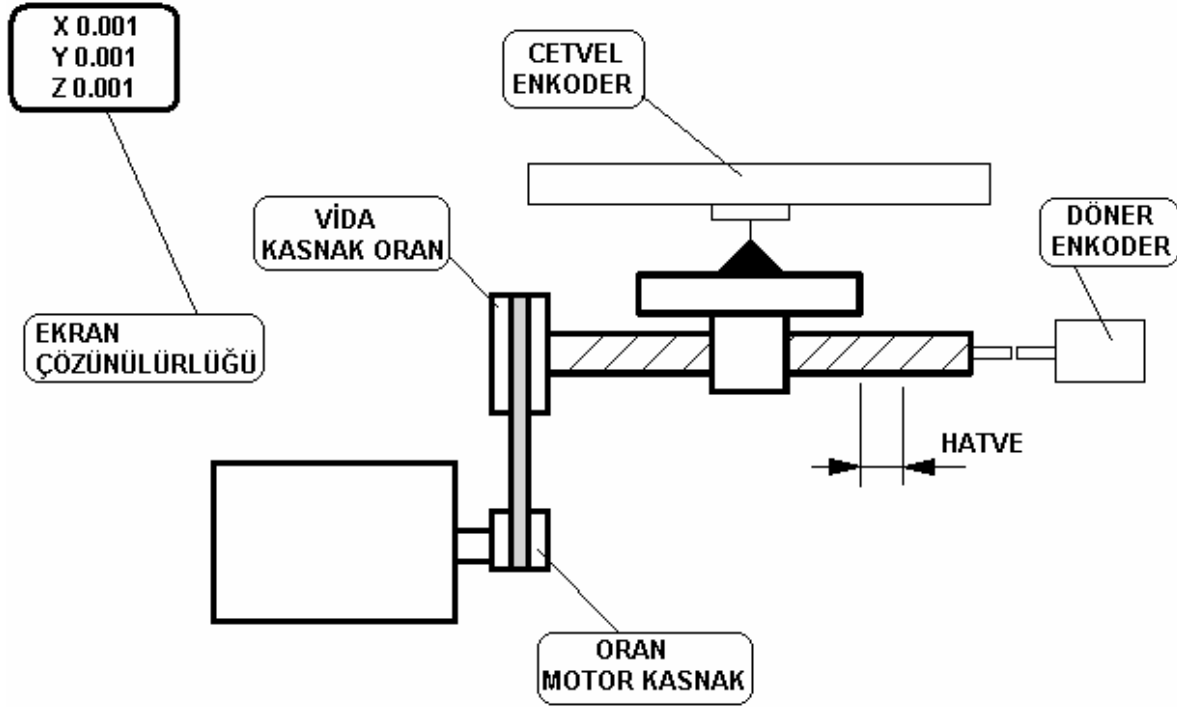 X 0.001
Y 0.001
Z 0.001
CETVEL
ENKODER
VİDA
KASNAK ORAN
DÖNER
ENKODER
EKRAN
ÇÖZÜNÜLÜRLÜĞÜ
HATVE
ORAN
MOTOR KASNAK